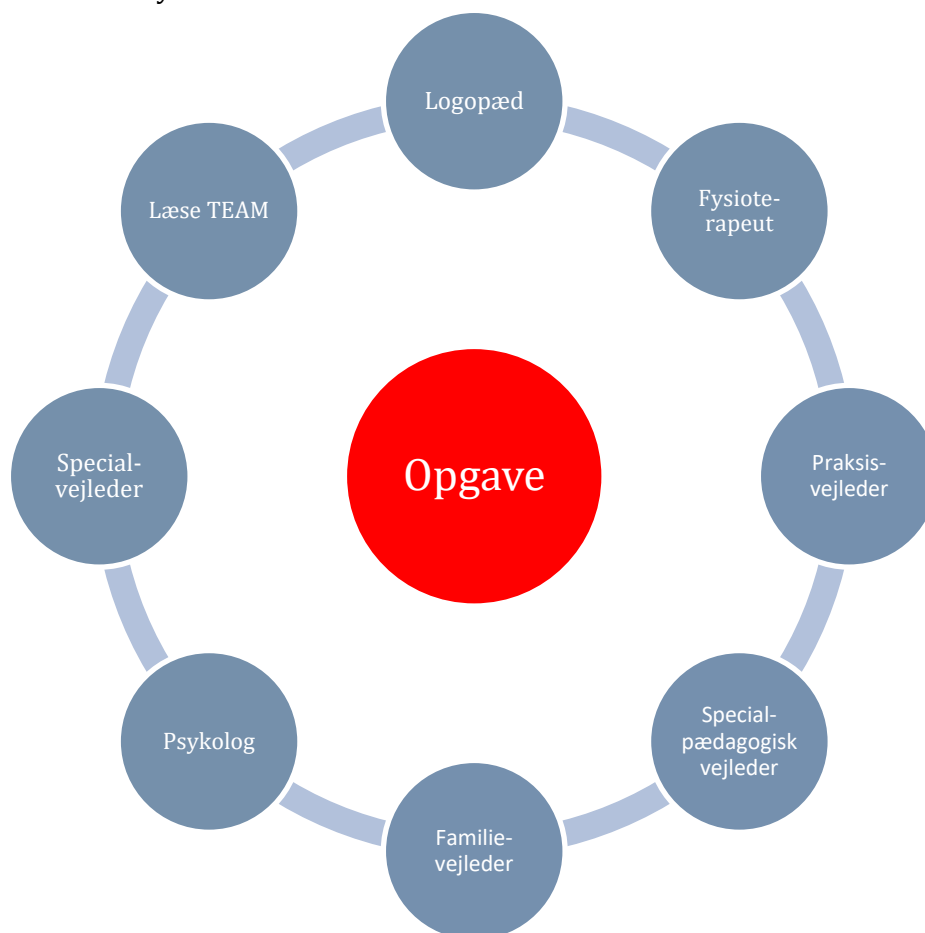 Logopæd
Fysiote-
rapeut
Praksis-
vejleder
Special-
pædagogisk
vejleder
Familie-
vejleder
Psykolog
Special-
vejleder
Læse TEAM
Opgave